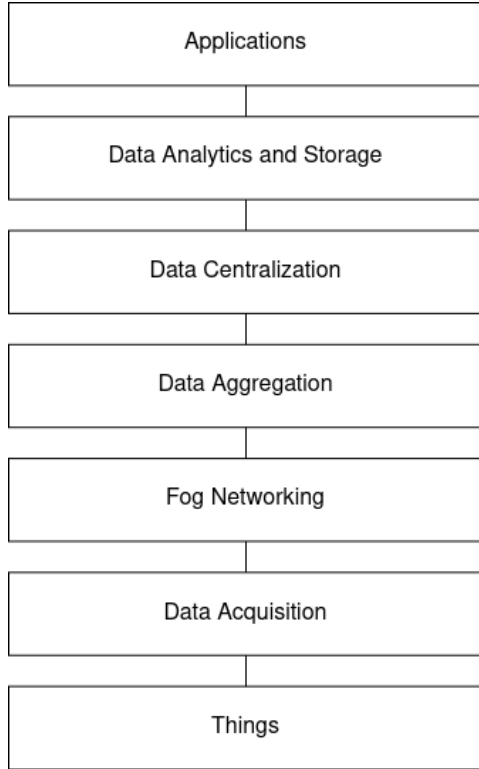 Applications
Data Analytics and Storage
Data Centralization
Data Aggregation
Fog Networking
Data Acquisition
Things